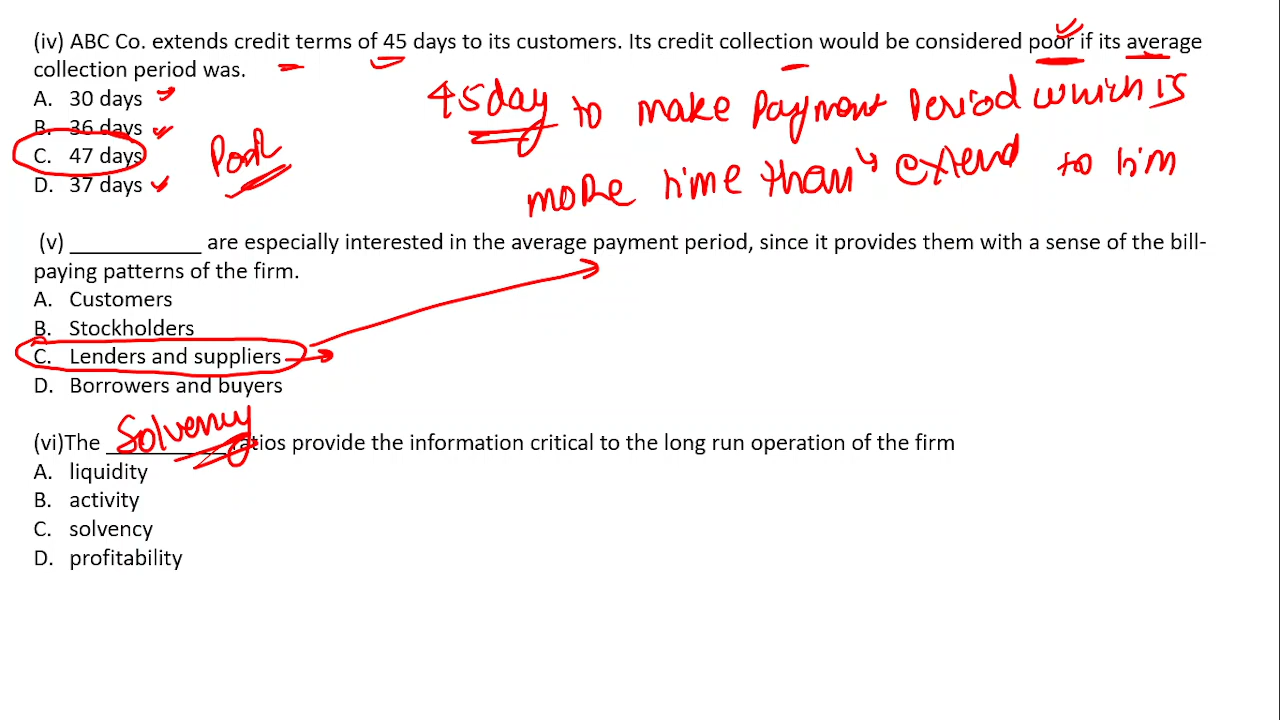 (iv) ABC Co. extends credit terms of 45 days to its customers. Its credit collection would be considered poor if its average
collection period was.
A. 30 days
B. 36 days
C. 47 days
D. 37 days
Poor
45day to make Payment Period which is
more time than extend to him
(v) ____________ are especially interested in the average payment period, since it provides them with a sense of the bill-
paying patterns of the firm.
A. Customers
B. Stockholders
C. Lenders and suppliers
D. Borrowers and buyers
Solvency
(vi)The ____________ ratios provide the information critical to the long run operation of the firm
A. liquidity
B. activity
C. solvency
D. profitability